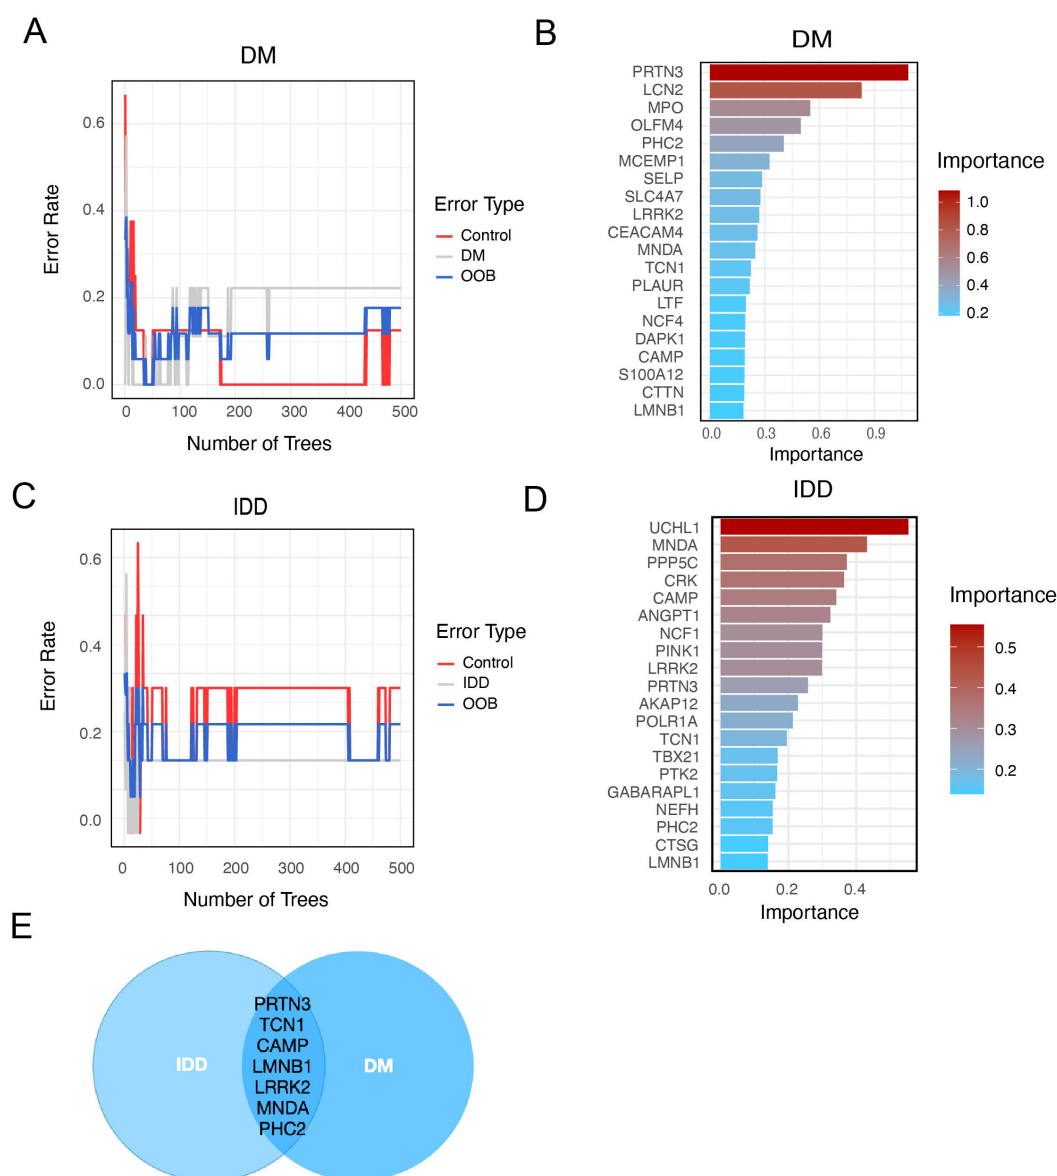 A
DM
0.6
0.4
0.2
0.0
Error Rate
0 100 200 300 400 500
Number of Trees
Error Type
Control
DM
OOB
B
DM
PRTN3
LCN2
MPO
OLFM4
PHC2
MCEMP1
SELP
SLC4A7
LRRK2
CEACAM4
MNDA
TCN1
PLAUR
LTF
NCF4
DAPK1
CAMP
S100A12
CTTN
LMNB1
0.0 0.3 0.6 0.9
Importance
Importance
1.0
0.8
0.6
0.4
0.2
C
IDD
0.6
0.4
0.2
0.0
Error Rate
0 100 200 300 400 500
Number of Trees
Error Type
Control
IDD
OOB
D
IDD
UCHL1
MNDA
PPP5C
CRK
CAMP
ANGPT1
NCF1
PINK1
LRRK2
PRTN3
AKAP12
POLR1A
TCN1
TBX21
PTK2
GABARAPL1
NEFH
PHC2
CTSG
LMNB1
0.0 0.2 0.4
Importance
Importance
0.5
0.4
0.3
0.2
E
IDD
PRTN3
TCN1
CAMP
LMNB1
LRRK2
MNDA
PHC2
DM